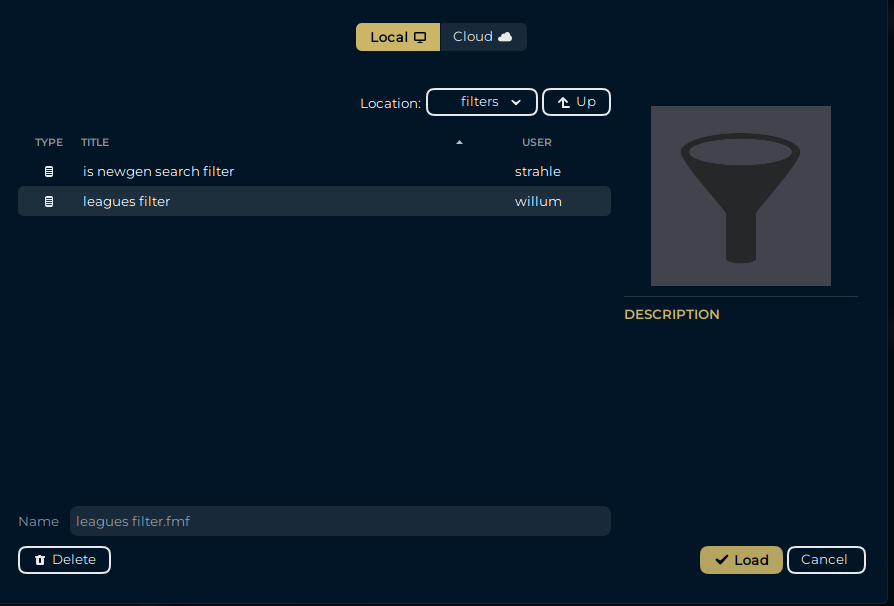 Local
Cloud
Location: filters Up
TYPE TITLE USER
is newgen search filter strahle
leagues filter willum
DESCRIPTION
Name leagues filter.fmf
Delete Load Cancel